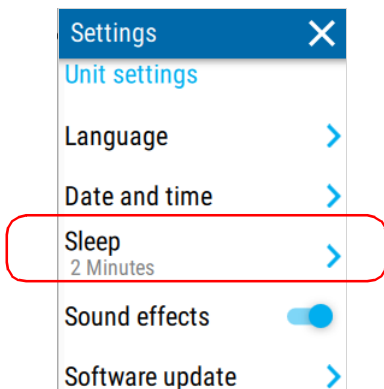 Settings
Unit settings
Language
Date and time
Sleep
2 Minutes
Sound effects
Software update